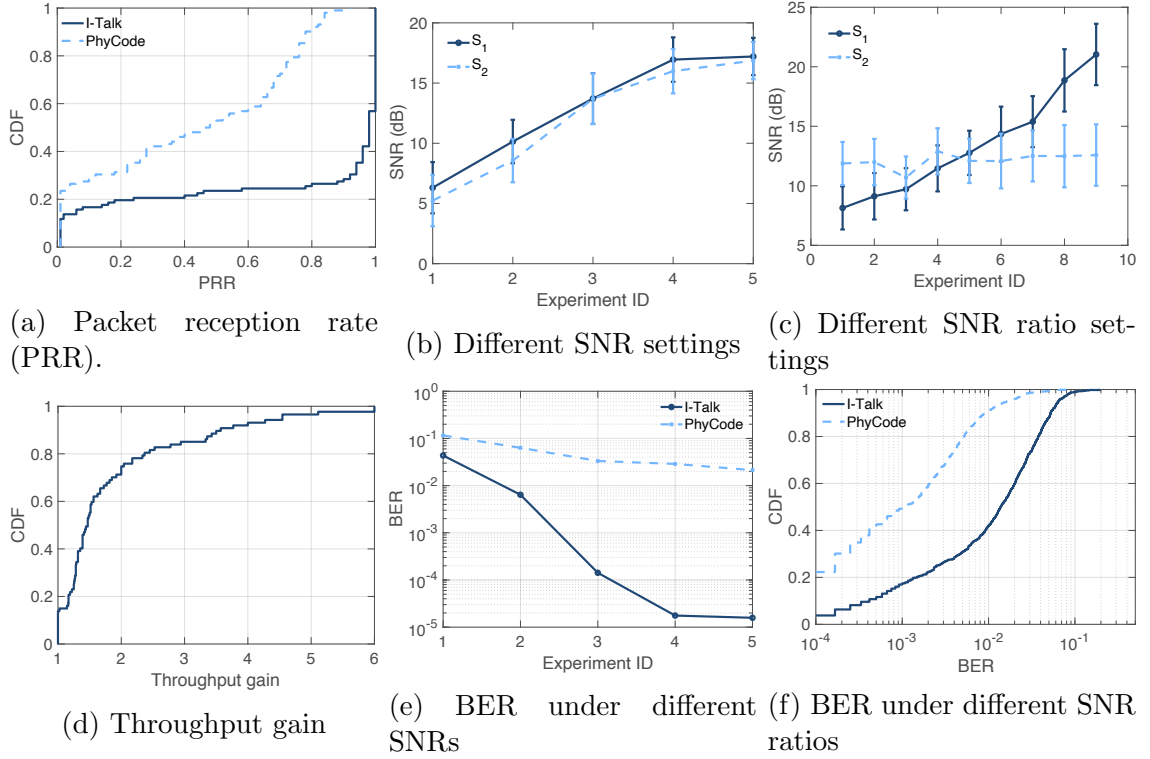 1
0.8
0.6
0.4
0.2
0
CDF
I-Talk
PhyCode
0 0.2 0.4 0.6 0.8 1
PRR
(a) Packet reception rate
(PRR).
20
15
10
5
0
SNR (dB)
S1
S2
1 2 3 4 5
Experiment ID
(b) Different SNR settings
25
20
15
10
5
SNR (dB)
S1
S2
0 2 4 6 8 10
Experiment ID
(c) Different SNR ratio set-
tings
1
0.8
0.6
0.4
0.2
0
CDF
1 2 3 4 5 6
Throughput gain
(d) Throughput gain
10^0
10^-1
10^-2
10^-3
10^-4
10^-5
BER
I-Talk
PhyCode
1 2 3 4 5
Experiment ID
(e) BER under different
SNRs
1
0.8
0.6
0.4
0.2
0
CDF
I-Talk
PhyCode
10^-4 10^-3 10^-2 10^-1
BER
(f) BER under different SNR
ratios